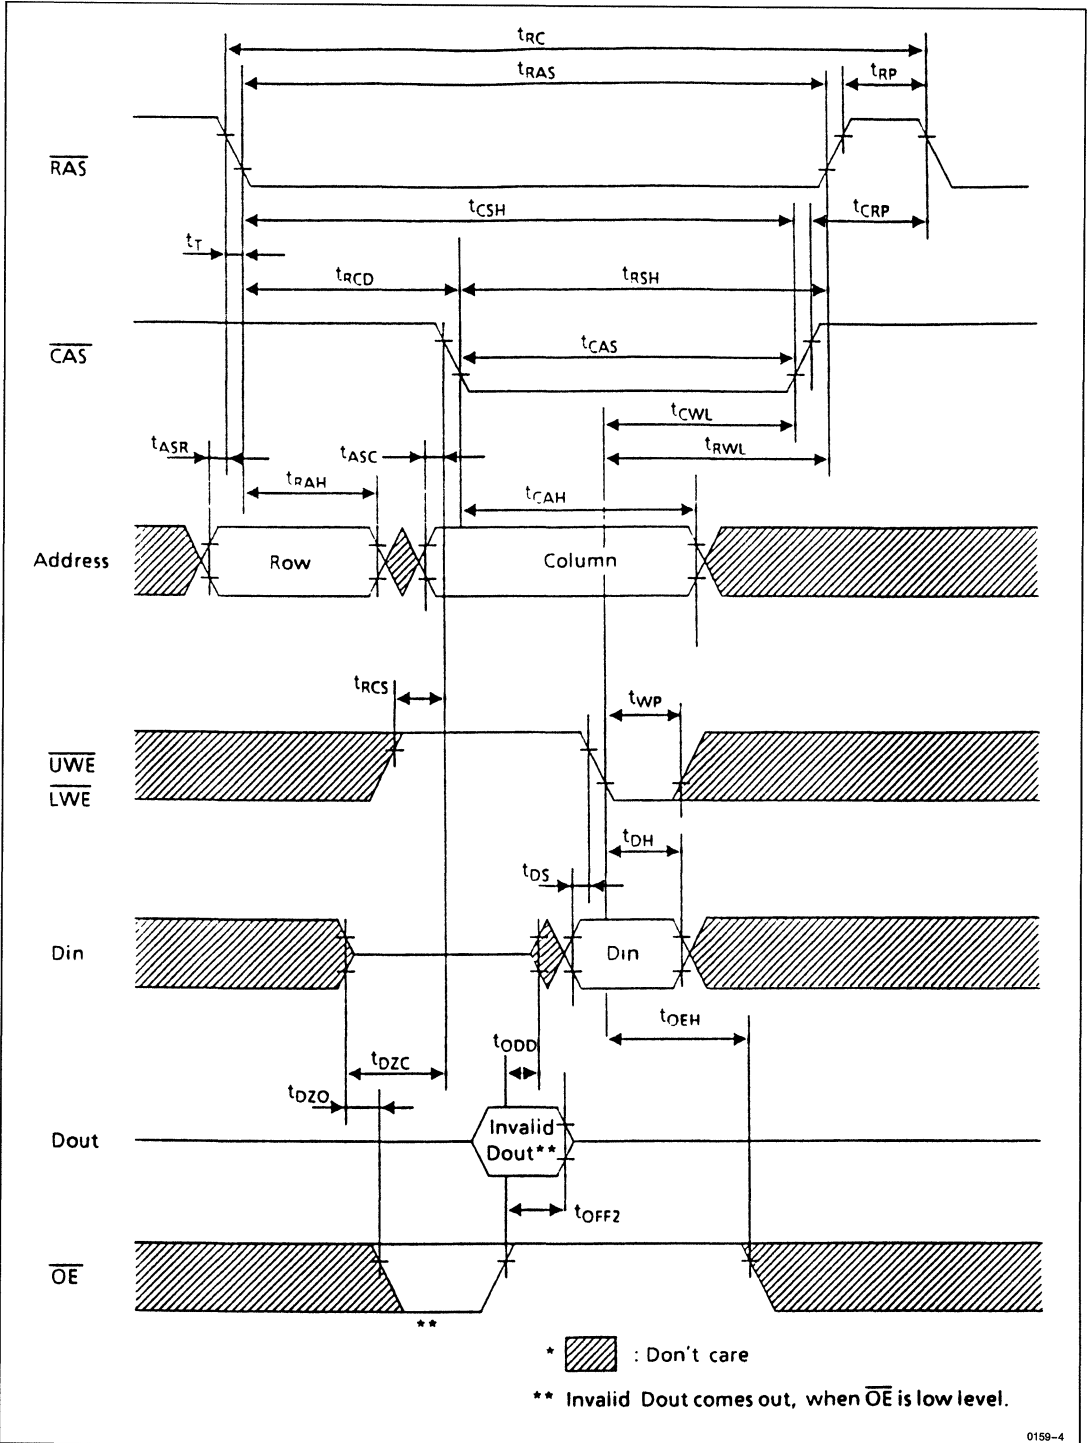 tRC
tRAS
tRP
RAS
tCSH
tCRP
tT
tRCD
tRSH
CAS
tCAS
tCWL
tASR
tASC
tRWL
tRAH
tCAH
Address
Row
Column
tRCS
tWP
UWE
LWE
tDH
tDS
Din
Din
tOEH
tODD
tDZC
tDZO
Dout
Invalid
Dout**
tOFF2
OE
**
* : Don't care
** Invalid Dout comes out, when OE is low level.
0159-4